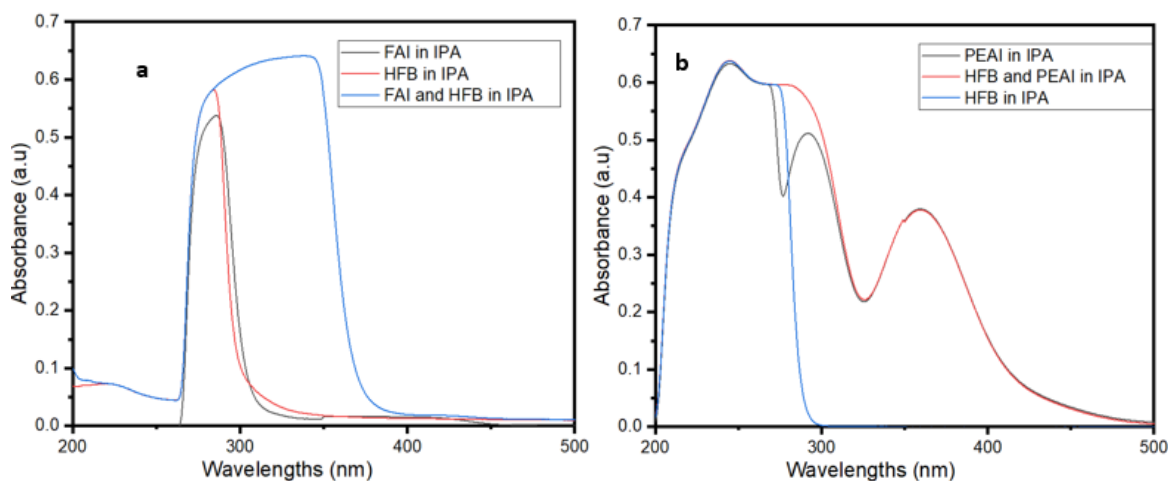 a
FAI in IPA
HFB in IPA
FAI and HFB in IPA
0.7
0.6
0.5
0.4
0.3
0.2
0.1
0.0
Absorbance (a.u)
200
300
400
500
Wavelengths (nm)
b
PEAI in IPA
HFB and PEAI in IPA
HFB in IPA
0.7
0.6
0.5
0.4
0.3
0.2
0.1
0.0
Absorbance (a.u)
200
300
400
500
Wavelengths (nm)